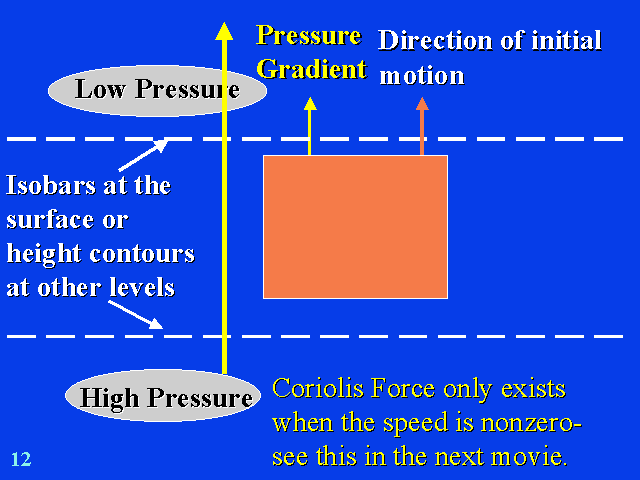 Pressure
Gradient
Direction of initial
motion
Low Pressure
Isobars at the
surface or
height contours
at other levels
High Pressure
Coriolis Force only exists
when the speed is nonzero-
see this in the next movie.
12